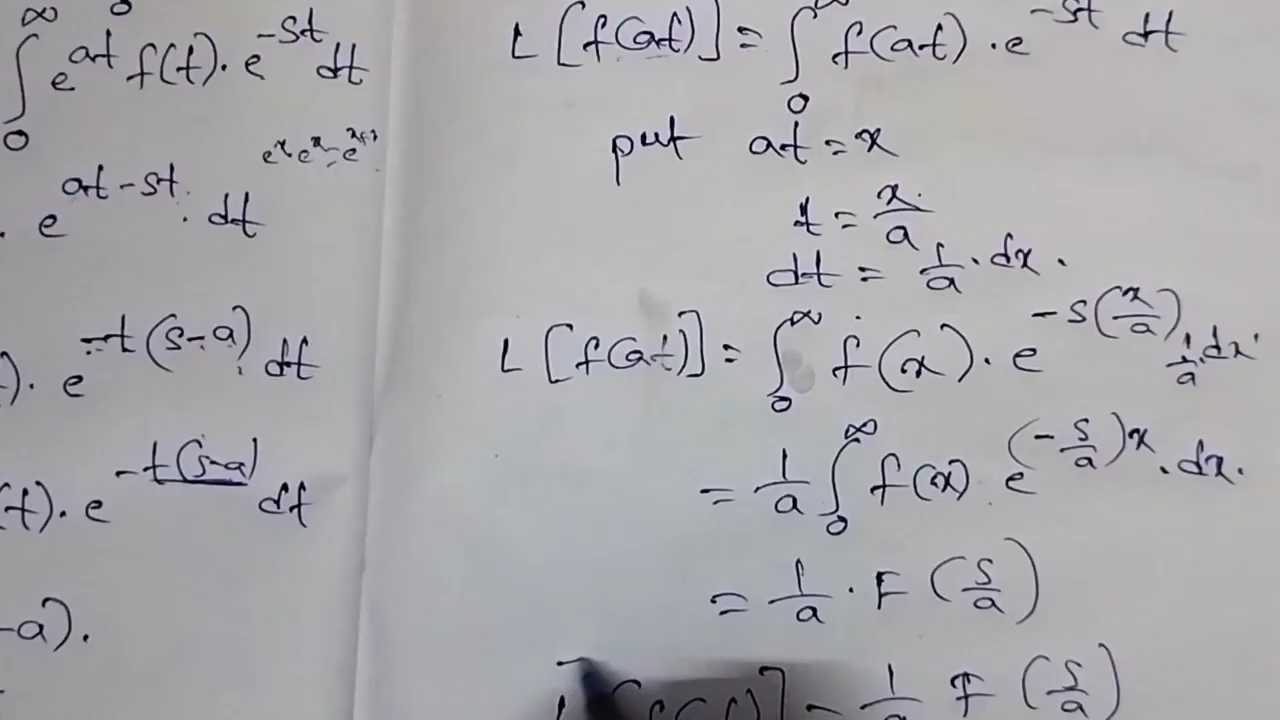 ∫₀^∞ e^{at} f(t)·e^{-st} dt
e^x e^x = e^{x+x}
. e^{at-st}. dt
). e^{-t(s-a)} dt
(t). e^{-t(s-a)} dt
-a).
L[f(at)] = ∫₀^∞ f(at)·e^{-st} dt
put at = x
t = x/a
dt = 1/a · dx.
L[f(at)] = ∫₀^∞ f(x)·e^{-s(x/a)} · 1/a · dx
= 1/a ∫₀^∞ f(x) e^{(-s/a)x} . dx.
= 1/a · F(s/a)
1/a F(s/a)